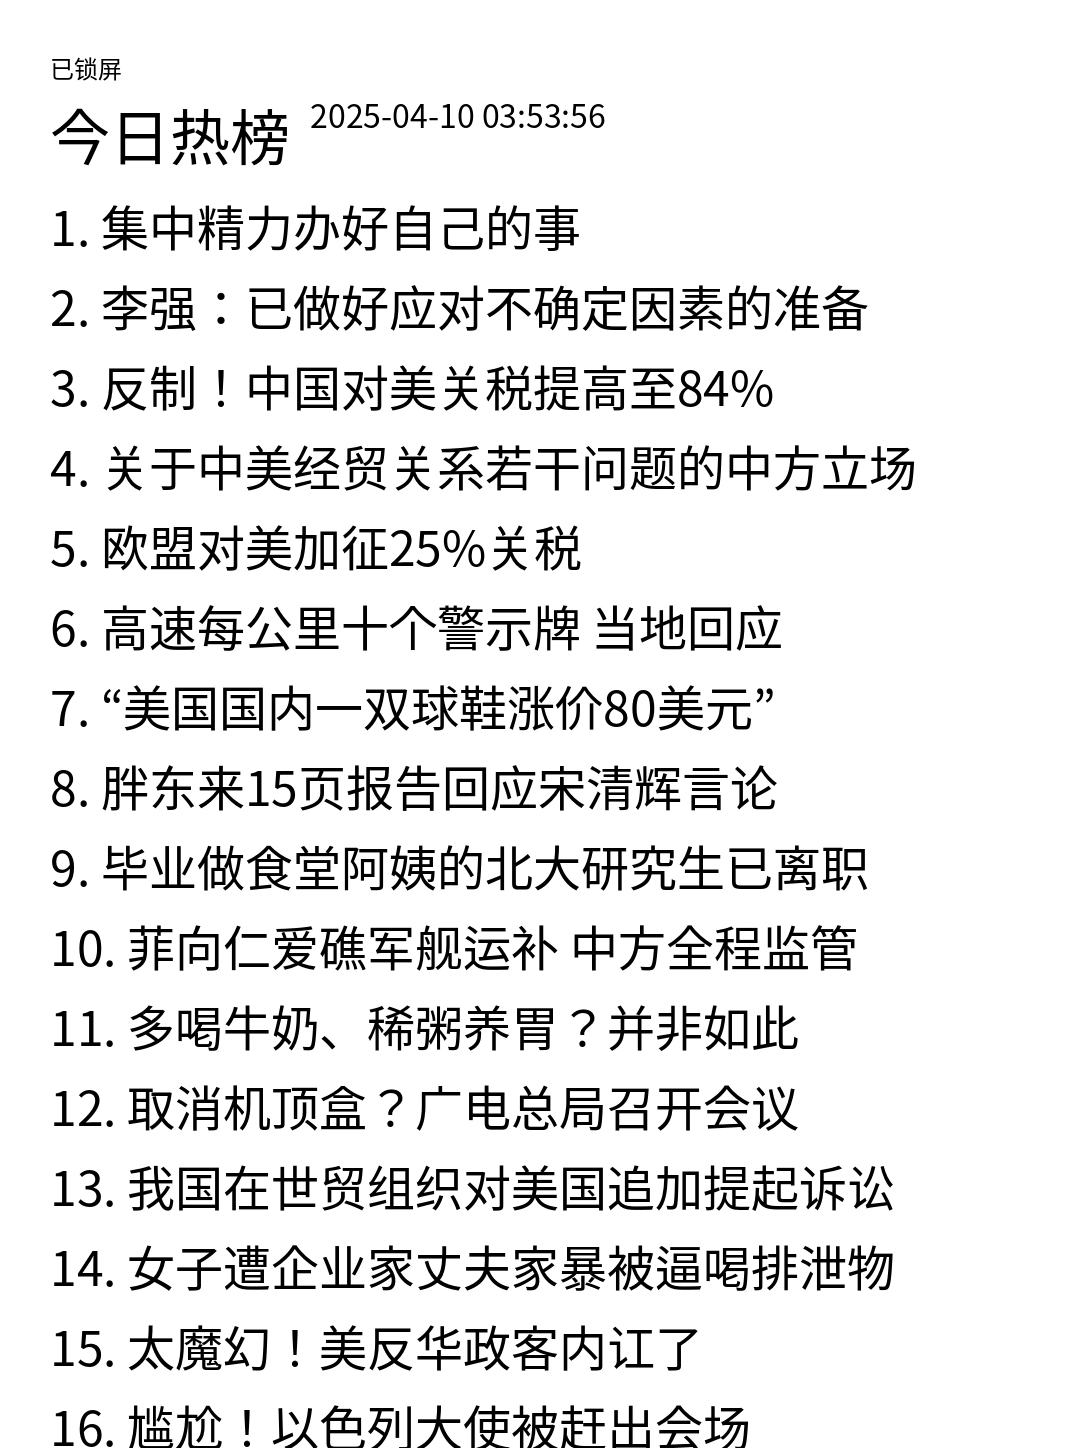 已锁屏
今日热榜 2025-04-10 03:53:56
1. 集中精力办好自己的事
2. 李强：已做好应对不确定因素的准备
3. 反制！中国对美关税提高至84%
4. 关于中美经贸关系若干问题的中方立场
5. 欧盟对美加征25%关税
6. 高速每公里十个警示牌 当地回应
7. “美国国内一双球鞋涨价80美元”
8. 胖东来15页报告回应宋清辉言论
9. 毕业做食堂阿姨的北大研究生已离职
10. 菲向仁爱礁军舰运补 中方全程监管
11. 多喝牛奶、稀粥养胃？并非如此
12. 取消机顶盒？广电总局召开会议
13. 我国在世贸组织对美国追加提起诉讼
14. 女子遭企业家丈夫家暴被逼喝排泄物
15. 太魔幻！美反华政客内讧了
16. 尴尬！以色列大使被赶出会场